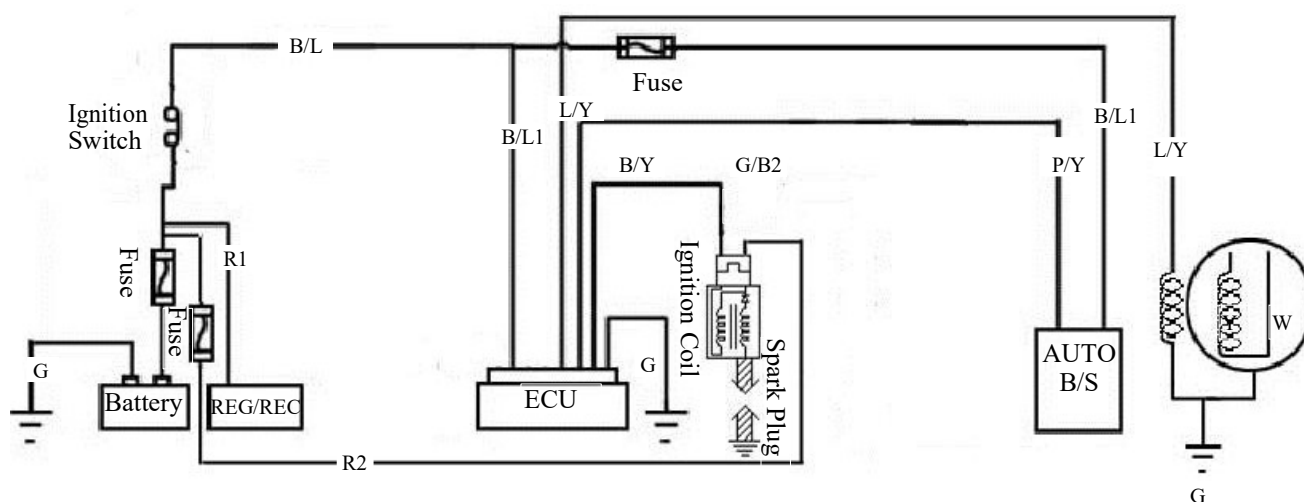 B/L
Fuse
Ignition
Switch
L/Y
B/L1
B/L1
B/Y
G/B2
P/Y
L/Y
Fuse
R1
Fuse
Ignition Coil
Spark Plug
W
G
Battery
REG/REC
ECU
G
AUTO
B/S
R2
G